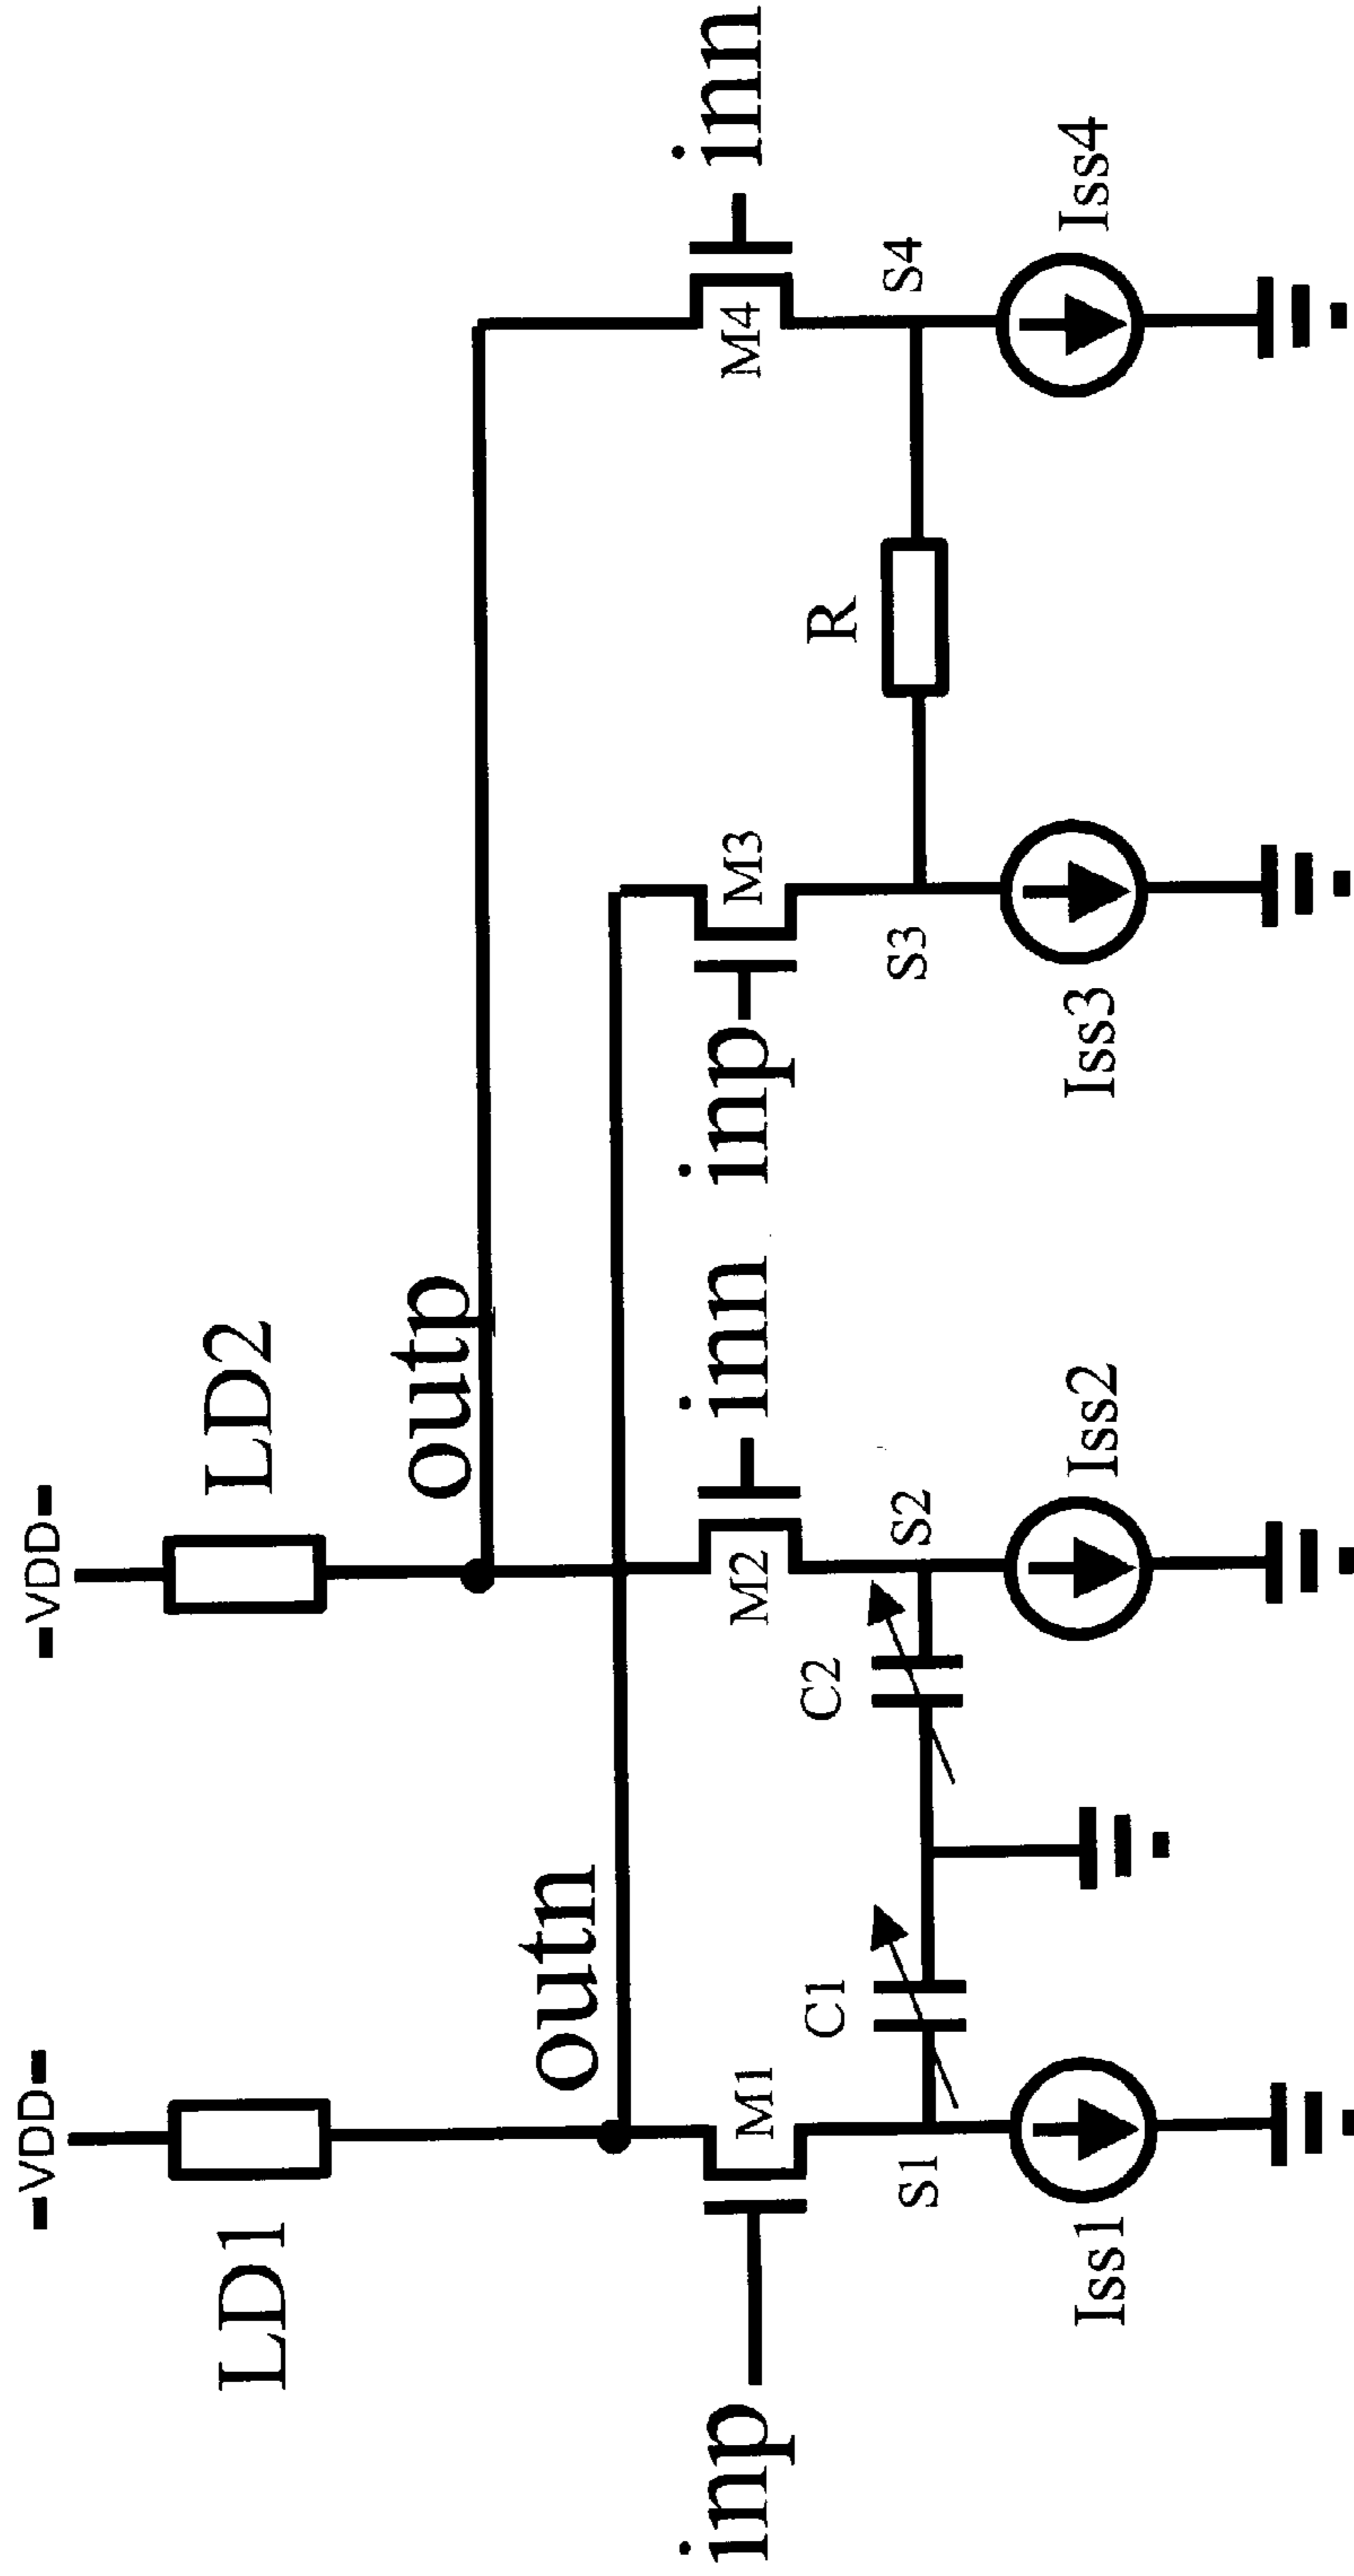 -VDD- -VDD-
LD1 LD2
outp
outn
inp M1 M2 inn inp M3 M4 inn
C1 C2 R
S1 S2 S3 S4
Iss1 Iss2 Iss3 Iss4